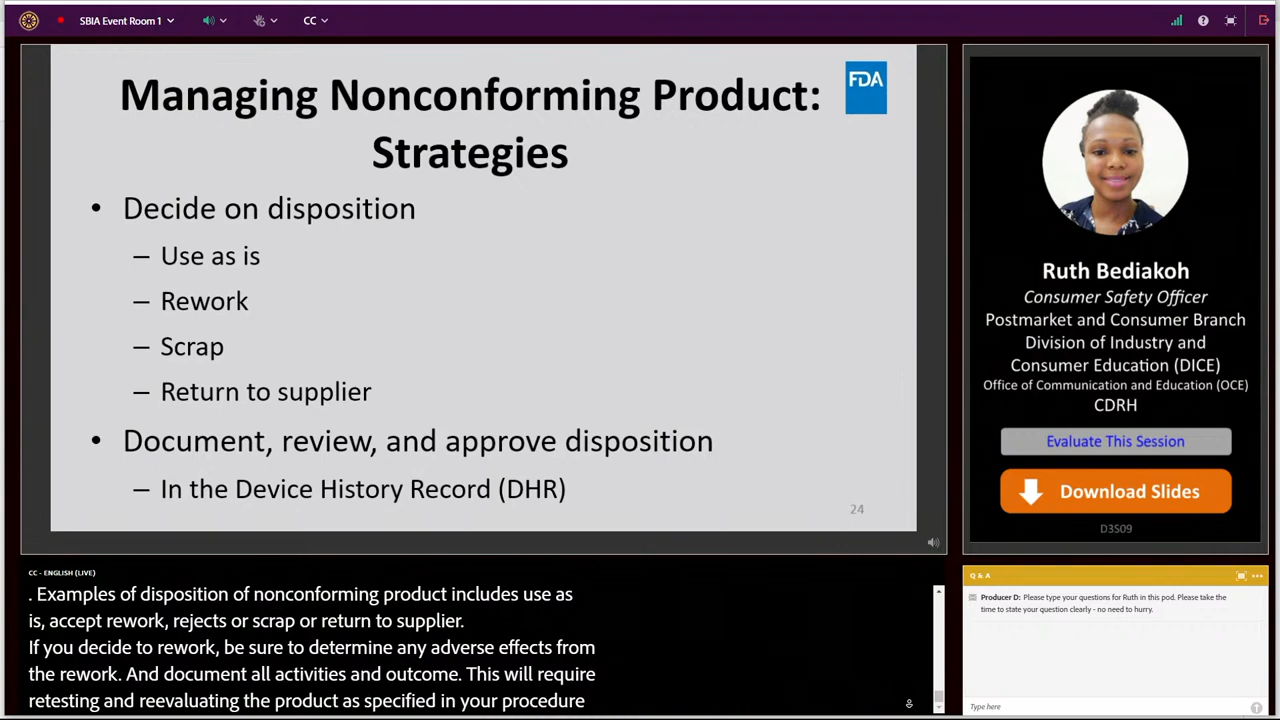 SBIA Event Room 1
CC
Managing Nonconforming Product:
Strategies
FDA
• Decide on disposition
– Use as is
– Rework
– Scrap
– Return to supplier
• Document, review, and approve disposition
– In the Device History Record (DHR)
24
Ruth Bediakoh
Consumer Safety Officer
Postmarket and Consumer Branch
Division of Industry and
Consumer Education (DICE)
Office of Communication and Education (OCE)
CDRH
Evaluate This Session
Download Slides
D3S09
CC - ENGLISH (LIVE)
. Examples of disposition of nonconforming product includes use as
is, accept rework, rejects or scrap or return to supplier.
If you decide to rework, be sure to determine any adverse effects from
the rework. And document all activities and outcome. This will require
retesting and reevaluating the product as specified in your procedure
Q & A
Producer D: Please type your questions for Ruth in this pod. Please take the
time to state your question clearly - no need to hurry.
Type here